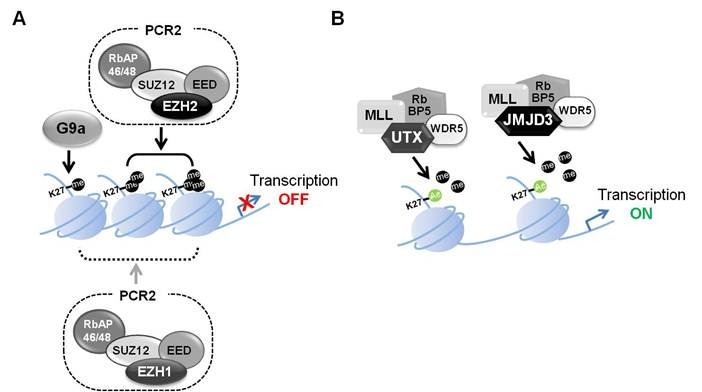 A
PCR2
RbAP
46/48
SUZ12
EED
EZH2
G9a
K27
me
K27
me
me
K27
me
me
me
Transcription
OFF
X
PCR2
RbAP
46/48
SUZ12
EED
EZH1
B
MLL
Rb
BP5
WDR5
UTX
MLL
Rb
BP5
WDR5
JMJD3
me
me
me
K27
Ac
me
me
me
K27
Ac
Transcription
ON